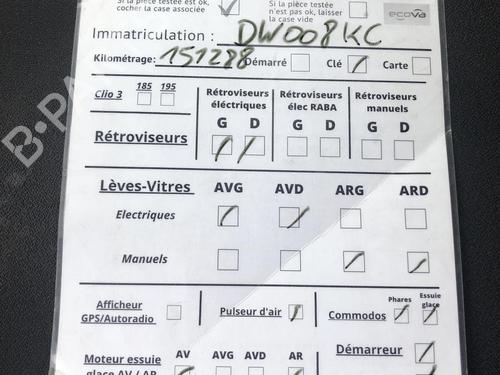 Si la pièce testée est ok,
cocher la case associée
Si la pièce testée
n'est pas ok, laisser
la case vide
ecova
Immatriculation : DW008KC
Kilométrage: 151288 Démarré Clé Carte
Clio 3 185 195
Rétroviseurs électriques
Rétroviseurs élec RABA
Rétroviseurs manuels
G D G D G D
Rétroviseurs
Lèves-Vitres AVG AVD ARG ARD
Electriques
Manuels
Afficheur
GPS/Autoradio
Pulseur d'air
Commodos
Phares
Essuie
glace
Démarreur
Moteur essuie
glace AV / AR
AV AVG AVD AR
B-PA